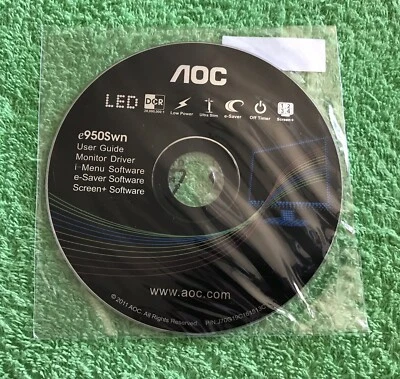 AOC
LED DCR Low Power Ultra Slim e-Saver Off Timer Screen+
e950Swn
User Guide
Monitor Driver
i-Menu Software
e-Saver Software
Screen+ Software
www.aoc.com
© 2011 AOC. All Rights Reserved.